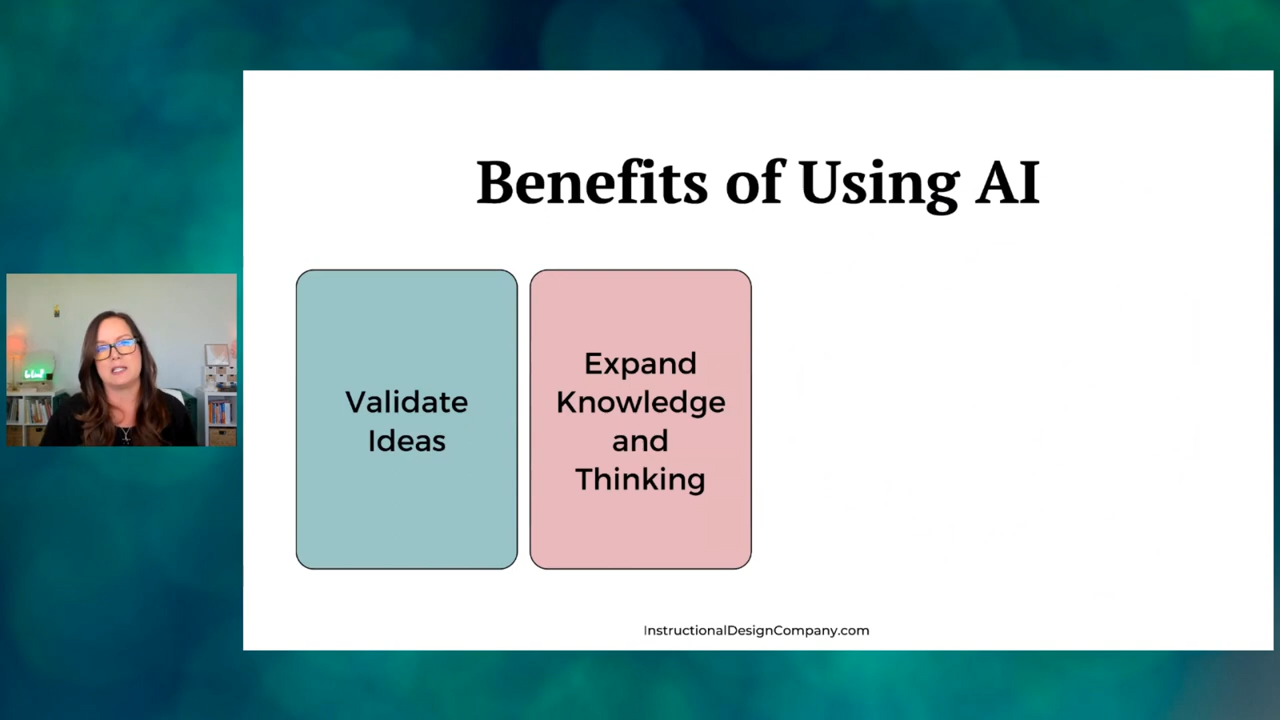 Benefits of Using AI
Validate
Ideas
Expand
Knowledge
and
Thinking
InstructionalDesignCompany.com